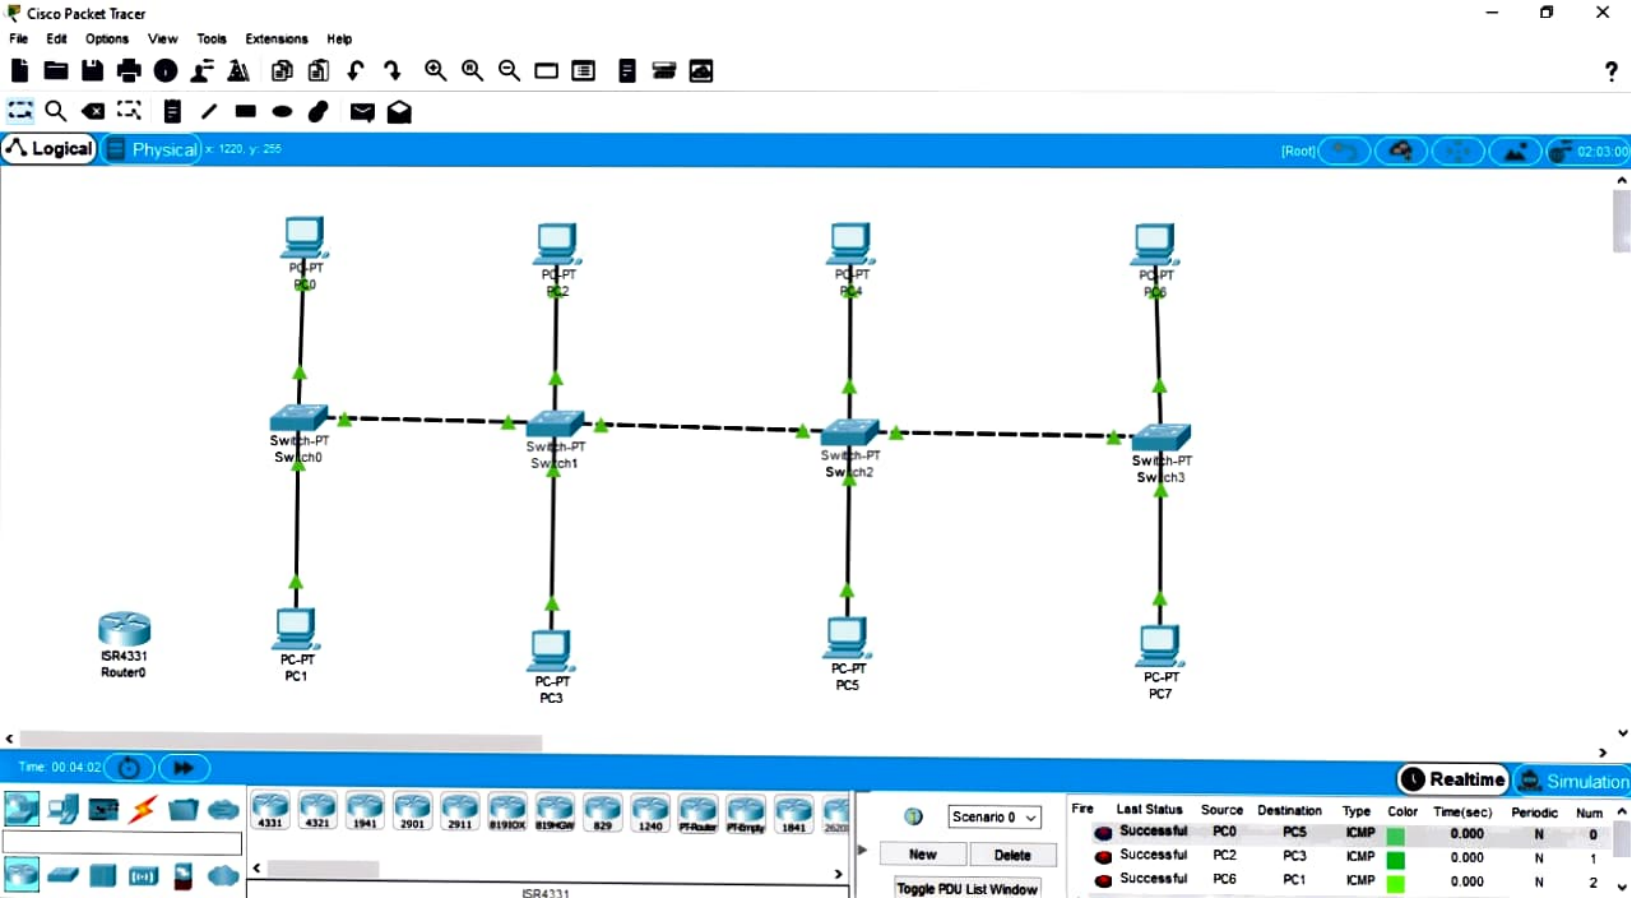 Cisco Packet Tracer
File Edit Options View Tools Extensions Help
?
Logical Physical x: 1220, y: 255 [Root] 02:03:00
PC-PT
PC0
PC-PT
PC2
PC-PT
PC4
PC-PT
PC6
Switch-PT
Switch0
Switch-PT
Switch1
Switch-PT
Switch2
Switch-PT
Switch3
ISR4331
Router0
PC-PT
PC1
PC-PT
PC3
PC-PT
PC5
PC-PT
PC7
Time: 00:04:02
Realtime Simulation
4331 4321 1941 2901 2911 819IOX 819HGW 829 1240 PT-Router PT-Empty 1841
ISR4331
Scenario 0
New Delete
Toggle PDU List Window
Fire Last Status Source Destination Type Color Time(sec) Periodic Num
Successful PC0 PC5 ICMP 0.000 N 0
Successful PC2 PC3 ICMP 0.000 N 1
Successful PC6 PC1 ICMP 0.000 N 2